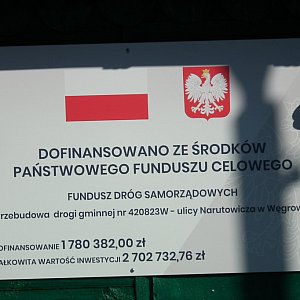 DOFINANSOWANO ZE ŚRODKÓW
PAŃSTWOWEGO FUNDUSZU CELOWEGO
FUNDUSZ DRÓG SAMORZĄDOWYCH
rzebudowa drogi gminnej nr 420823W - ulicy Narutowicza w Węgrow
OFINANSOWANIE 1 780 382,00 zł
AŁKOWITA WARTOŚĆ INWESTYCJI 2 702 732,76 zł